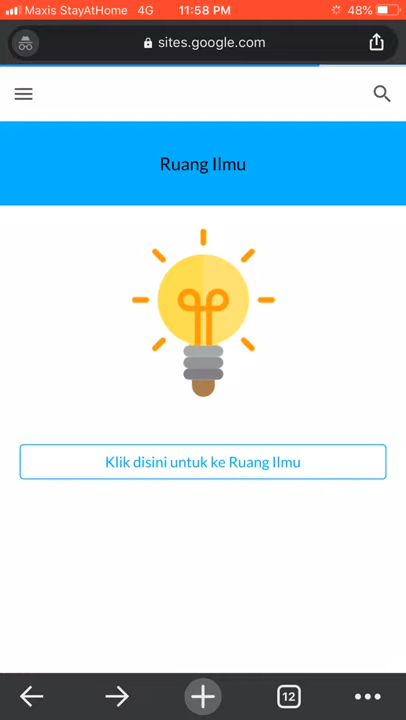 Maxis StayAtHome 4G 11:58 PM 48%
sites.google.com
Ruang Ilmu
Klik disini untuk ke Ruang Ilmu
12